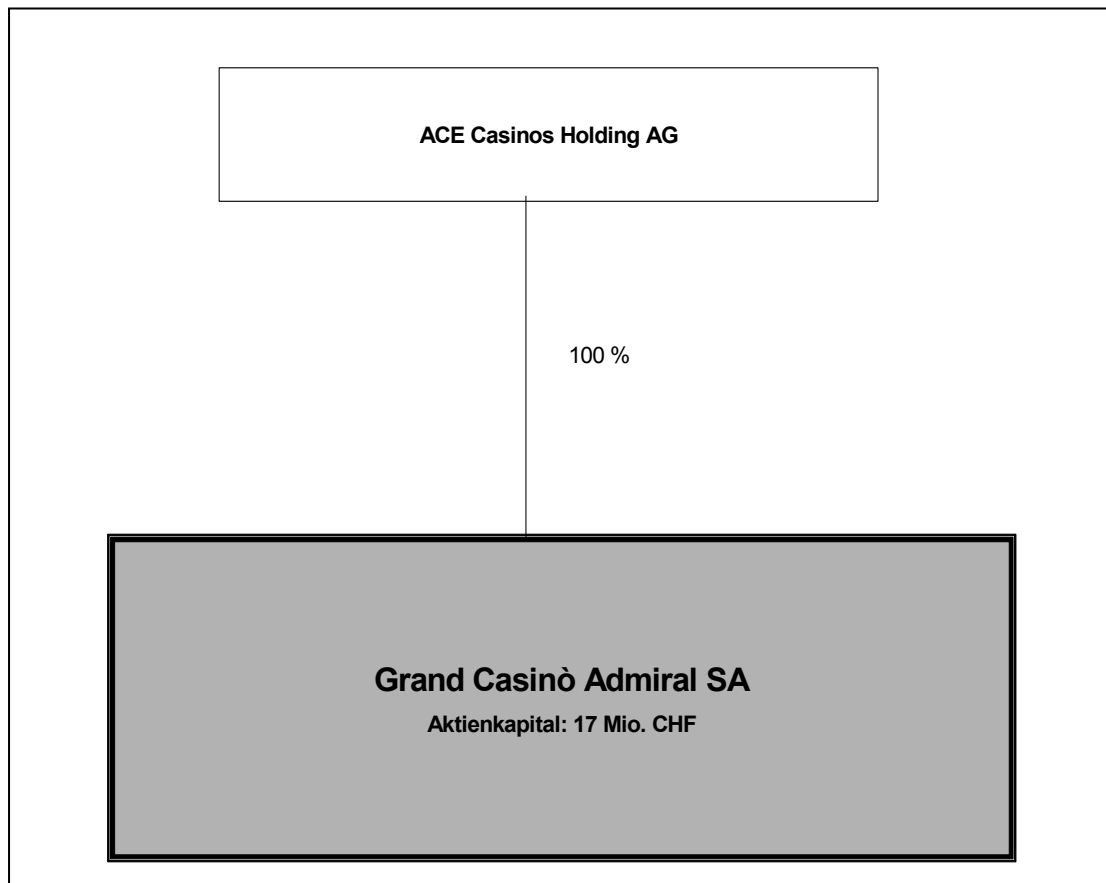 ACE Casinos Holding AG
100 %
Grand Casinò Admiral SA
Aktienkapital: 17 Mio. CHF